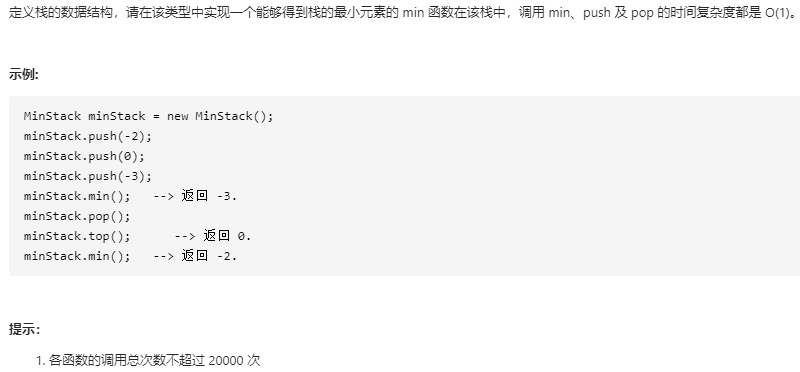 定义栈的数据结构，请在该类型中实现一个能够得到栈的最小元素的 min 函数在该栈中，调用 min、push 及 pop 的时间复杂度都是 O(1)。
示例:
MinStack minStack = new MinStack();
minStack.push(-2);
minStack.push(0);
minStack.push(-3);
minStack.min();   --> 返回 -3.
minStack.pop();
minStack.top();      --> 返回 0.
minStack.min();   --> 返回 -2.
提示：
1. 各函数的调用总次数不超过 20000 次